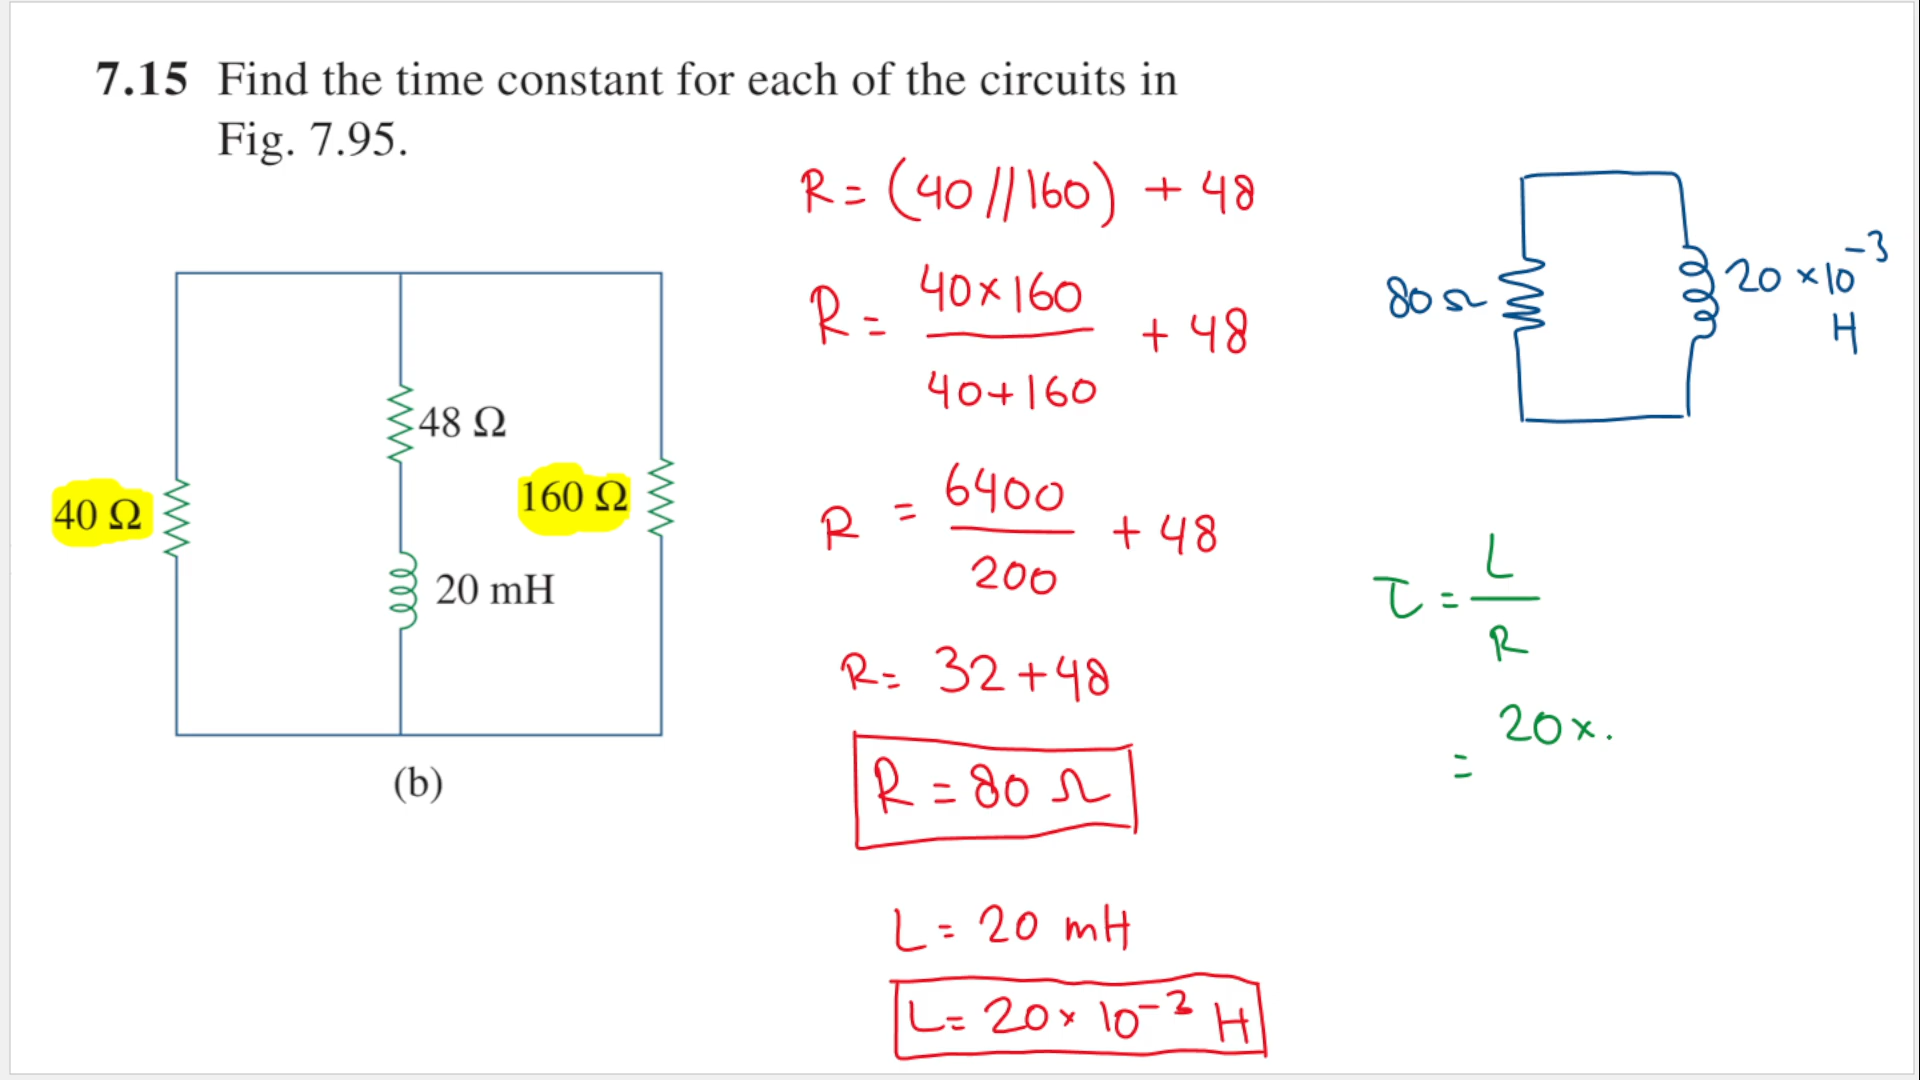 7.15 Find the time constant for each of the circuits in
Fig. 7.95.
40 Ω
48 Ω
160 Ω
20 mH
(b)
R = (40 // 160) + 48
R = 40×160 / 40+160 + 48
R = 6400 / 200 + 48
R = 32 + 48
R = 80 Ω
L = 20 mH
L = 20 × 10^-3 H
80 Ω
20 × 10^-3
H
τ = L / R
= 20×.